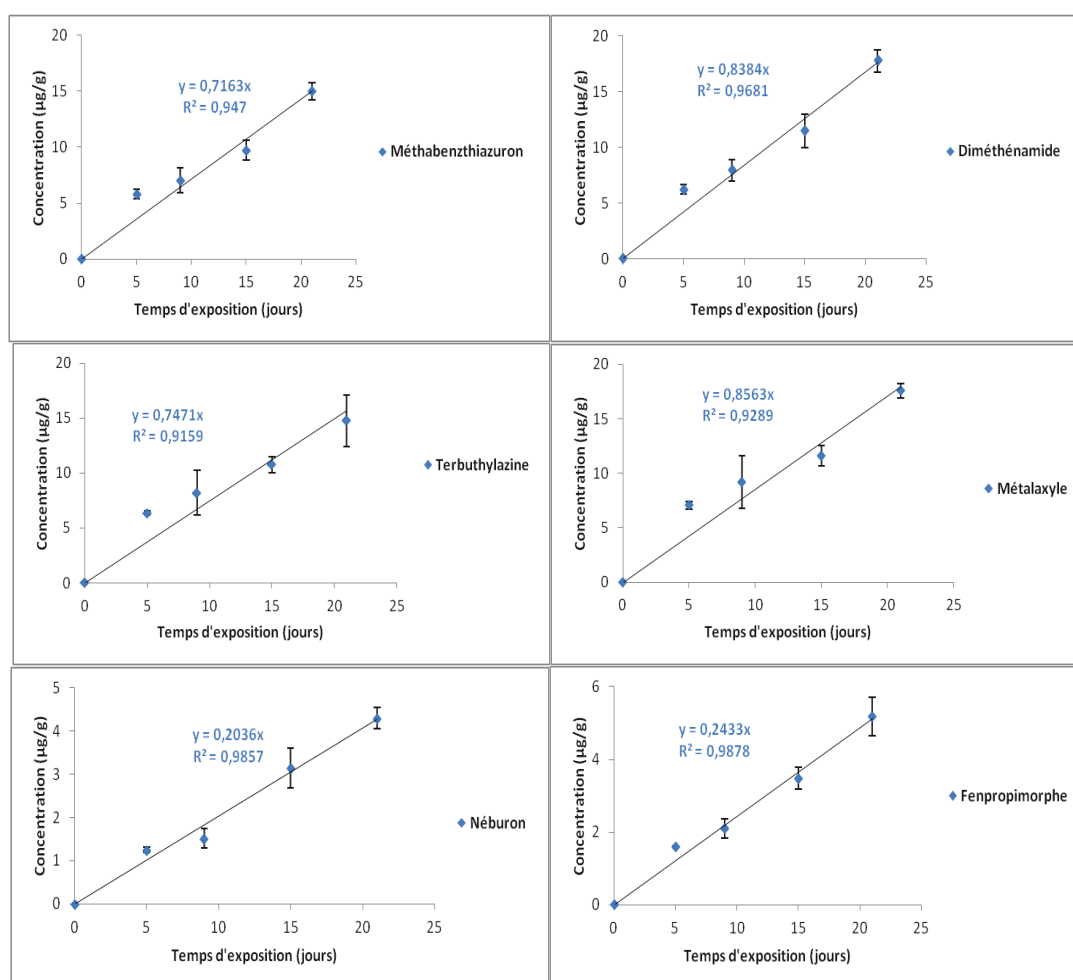 20
15
10
5
0
Concentration (µg/g)
y = 0,7163x
R² = 0,947
0 5 10 15 20 25
Temps d'exposition (jours)
Méthabenzthiazuron
20
15
10
5
0
Concentration (µg/g)
y = 0,8384x
R² = 0,9681
0 5 10 15 20 25
Temps d'exposition (jours)
Diméthénamide
20
15
10
5
0
Concentration (µg/g)
y = 0,7471x
R² = 0,9159
0 5 10 15 20 25
Temps d'exposition (jours)
Terbuthylazine
20
15
10
5
0
Concentration (µg/g)
y = 0,8563x
R² = 0,9289
0 5 10 15 20 25
Temps d'exposition (jours)
Métalaxyle
5
4
3
2
1
0
Concentration (µg/g)
y = 0,2036x
R² = 0,9857
0 5 10 15 20 25
Temps d'exposition (jours)
Néburon
6
4
2
0
Concentration (µg/g)
y = 0,2433x
R² = 0,9878
0 5 10 15 20 25
Temps d'exposition (jours)
Fenpropimorphe